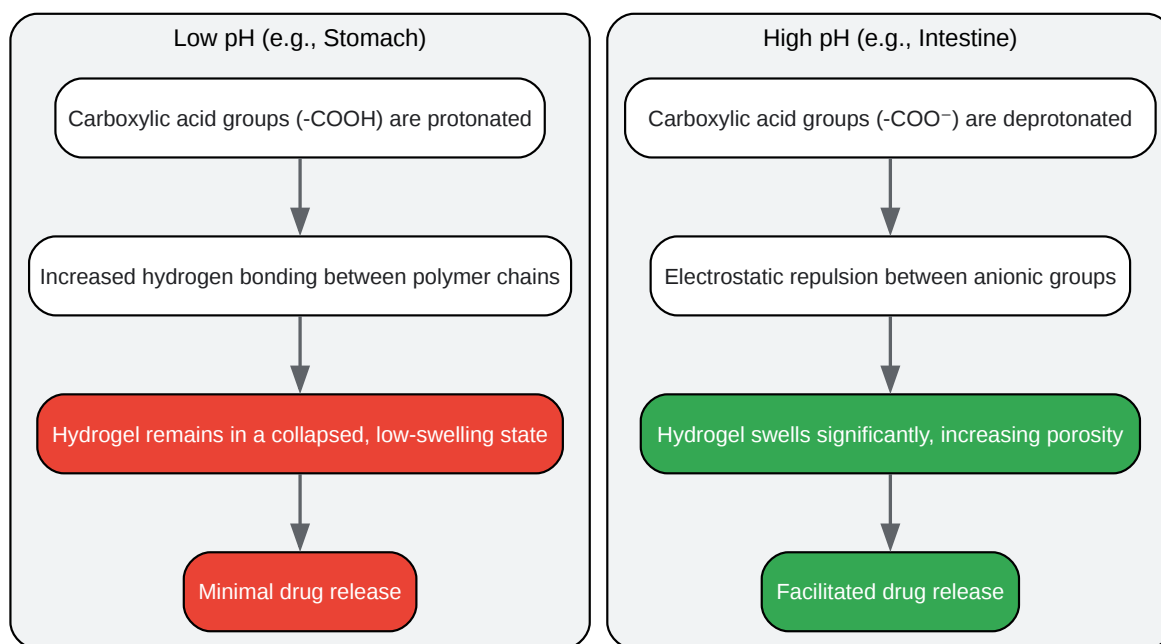 Low pH (e.g., Stomach)
Carboxylic acid groups (-COOH) are protonated
Increased hydrogen bonding between polymer chains
Hydrogel remains in a collapsed, low-swelling state
Minimal drug release
High pH (e.g., Intestine)
Carboxylic acid groups (-COO⁻) are deprotonated
Electrostatic repulsion between anionic groups
Hydrogel swells significantly, increasing porosity
Facilitated drug release